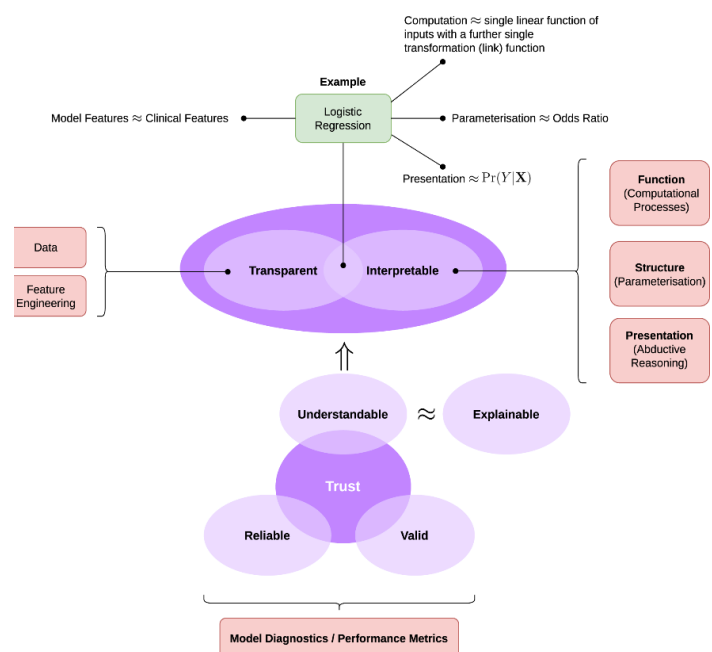 Computation ≈ single linear function of
inputs with a further single
transformation (link) function
Example
Logistic
Regression
Model Features ≈ Clinical Features
Parameterisation ≈ Odds Ratio
Presentation ≈ Pr(Y|X)
Function
(Computational
Processes)
Structure
(Parameterisation)
Presentation
(Abductive
Reasoning)
Data
Feature
Engineering
Transparent
Interpretable
⇑
Understandable
≈
Explainable
Trust
Reliable
Valid
Model Diagnostics / Performance Metrics